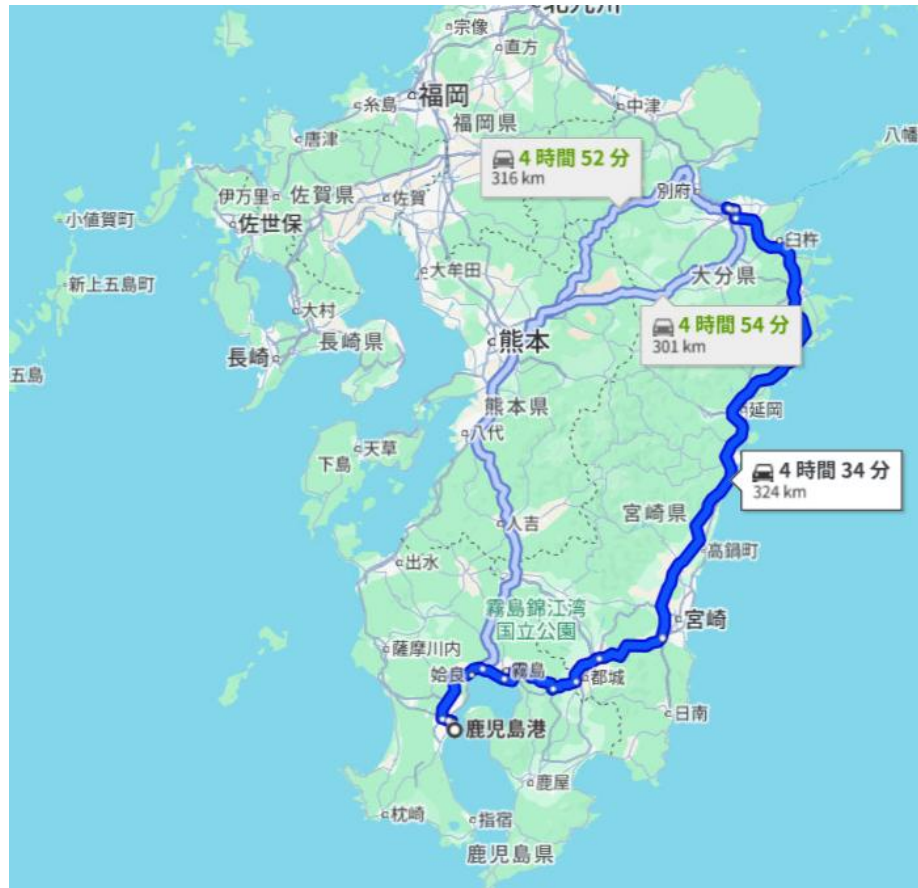 北九州
宗像
直方
福岡
糸島
中津
福岡県
唐津
八幡
4 時間 52 分
316 km
伊万里
佐賀県
佐賀
別府
小値賀町
佐世保
臼杵
大牟田
大分県
新上五島町
大村
4 時間 54 分
301 km
長崎県
熊本
長崎
五島
熊本県
延岡
八代
天草
下島
4 時間 34 分
324 km
宮崎県
人吉
高鍋町
出水
霧島錦江湾
国立公園
宮崎
薩摩川内
姶良
霧島
都城
日南
鹿児島港
鹿屋
枕崎
指宿
鹿児島県